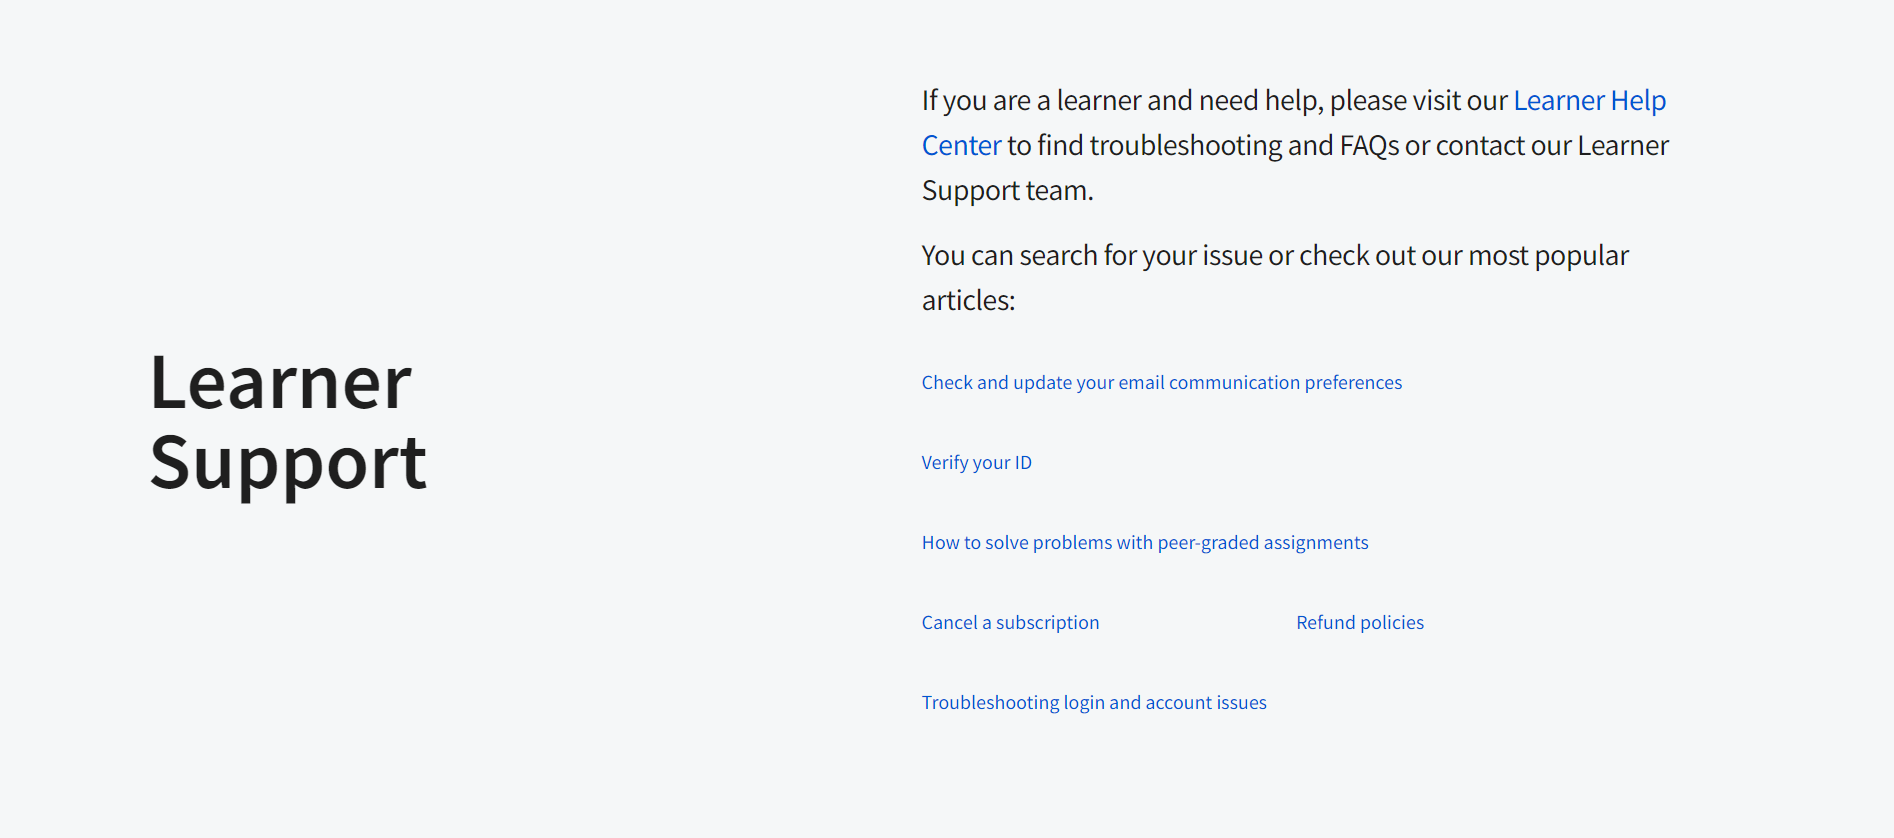 Learner
Support
If you are a learner and need help, please visit our Learner Help
Center to find troubleshooting and FAQs or contact our Learner
Support team.
You can search for your issue or check out our most popular
articles:
Check and update your email communication preferences
Verify your ID
How to solve problems with peer-graded assignments
Cancel a subscription
Refund policies
Troubleshooting login and account issues